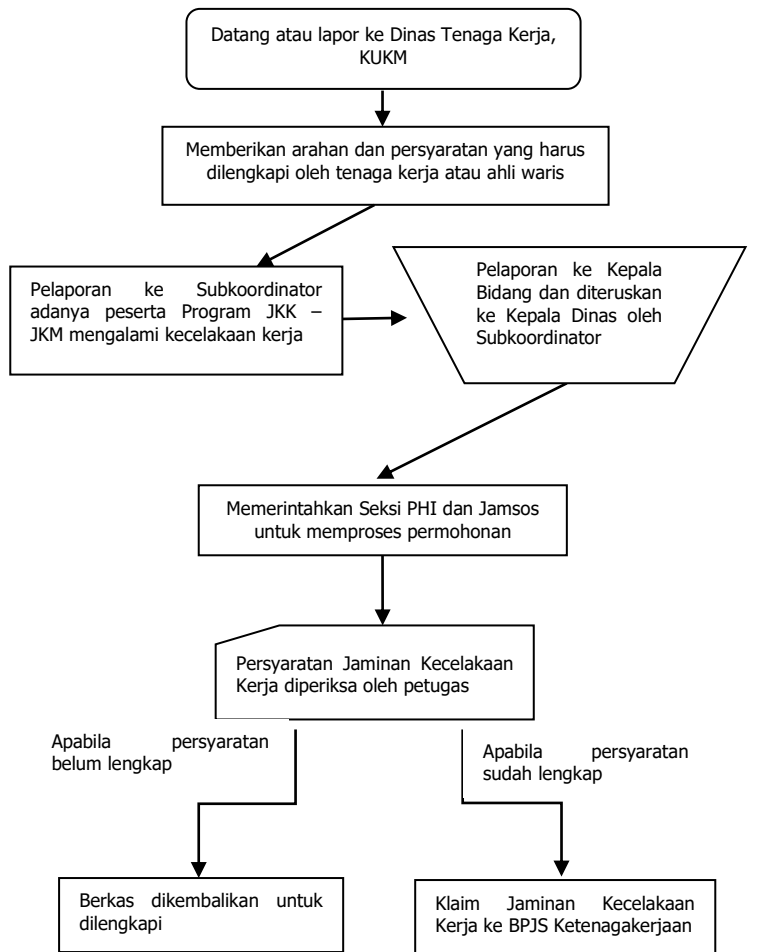 Datang atau lapor ke Dinas Tenaga Kerja,
KUKM
Memberikan arahan dan persyaratan yang harus
dilengkapi oleh tenaga kerja atau ahli waris
Pelaporan ke Subkoordinator
adanya peserta Program JKK –
JKM mengalami kecelakaan kerja
Pelaporan ke Kepala
Bidang dan diteruskan
ke Kepala Dinas oleh
Subkoordinator
Memerintahkan Seksi PHI dan Jamsos
untuk memproses permohonan
Persyaratan Jaminan Kecelakaan
Kerja diperiksa oleh petugas
Apabila persyaratan
belum lengkap
Apabila persyaratan
sudah lengkap
Berkas dikembalikan untuk
dilengkapi
Klaim Jaminan Kecelakaan
Kerja ke BPJS Ketenagakerjaan